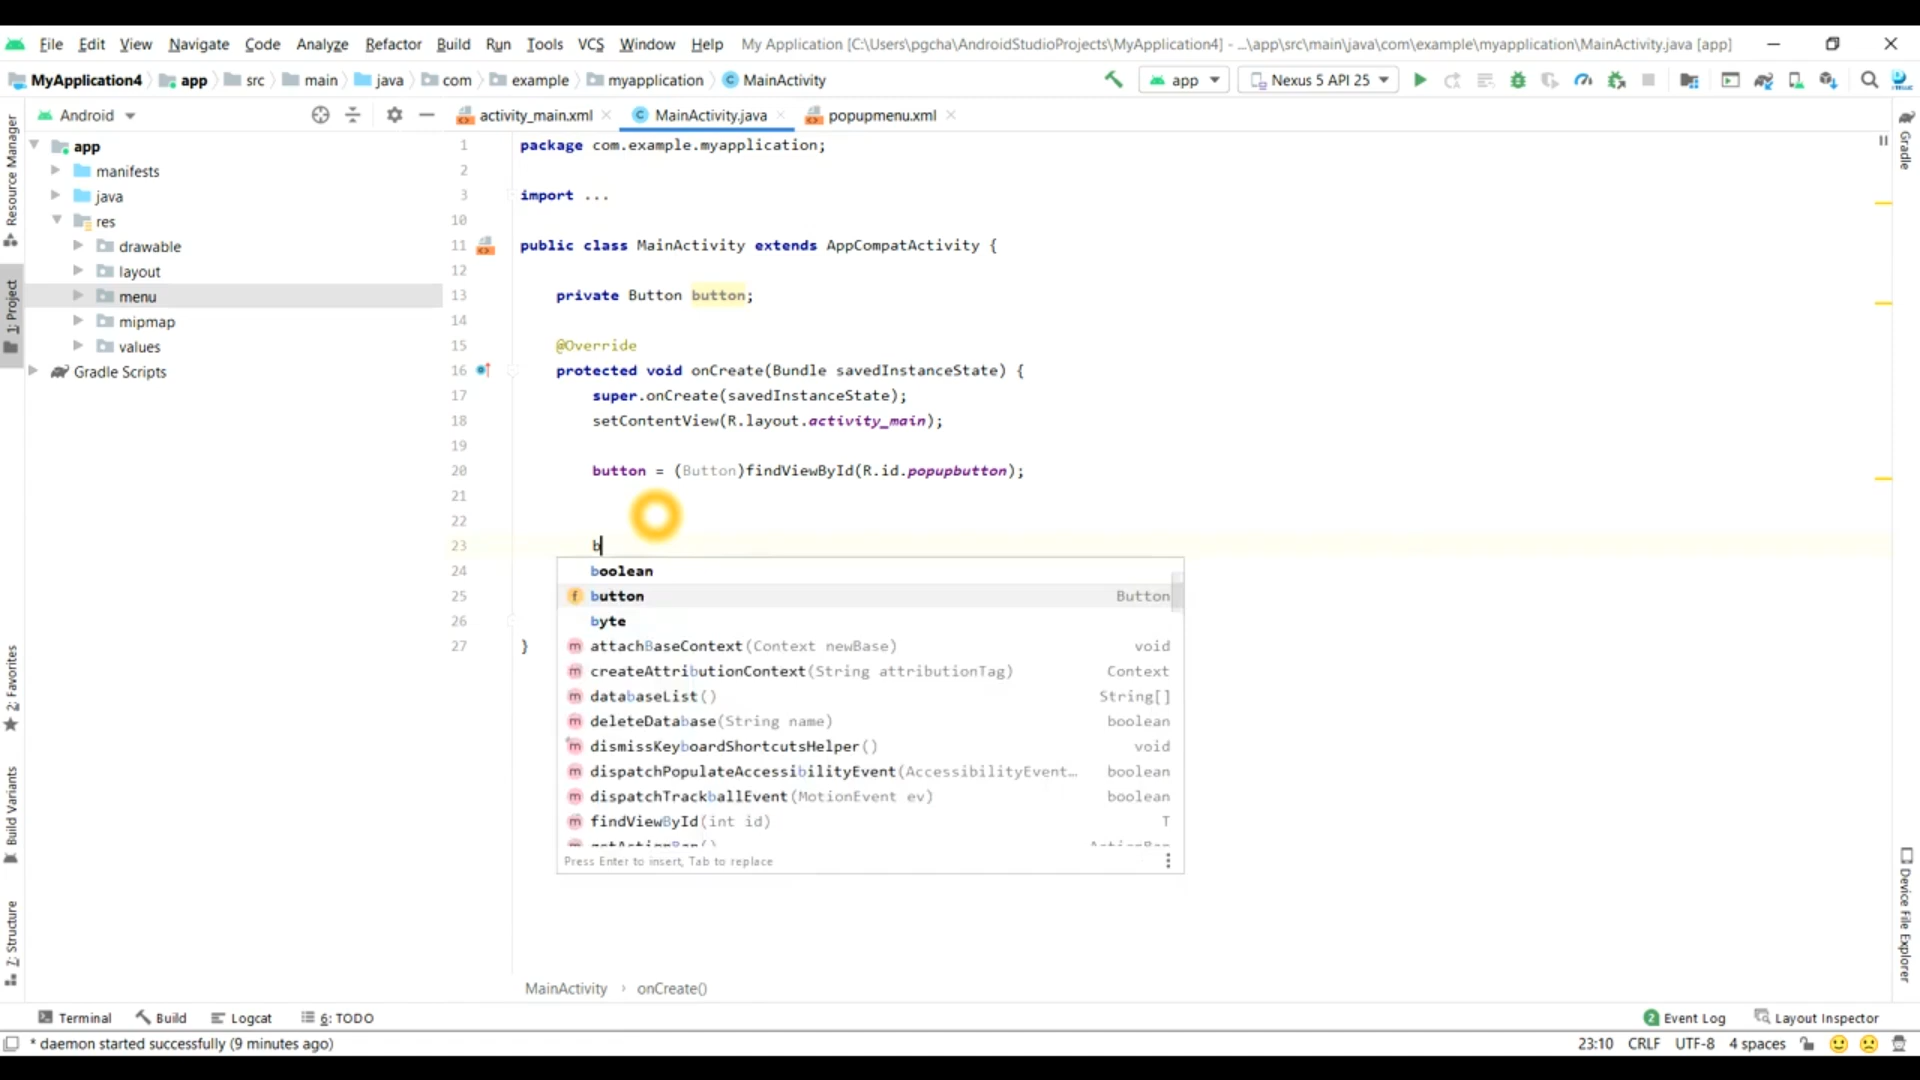 File Edit View Navigate Code Analyze Refactor Build Run Tools VCS Window Help My Application [C:\Users\pgcha\AndroidStudioProjects\MyApplication4] - ...\app\src\main\java\com\example\myapplication\MainActivity.java [app]
MyApplication4 app src main java com example myapplication MainActivity app Nexus 5 API 25
Android activity_main.xml MainActivity.java popupmenu.xml
app
manifests
java
res
drawable
layout
menu
mipmap
values
Gradle Scripts
Resource Manager
1: Project
2: Favorites
Build Variants
Z: Structure
1 package com.example.myapplication;
2
3 import ...
10
11 public class MainActivity extends AppCompatActivity {
12
13 private Button button;
14
15 @Override
16 protected void onCreate(Bundle savedInstanceState) {
17 super.onCreate(savedInstanceState);
18 setContentView(R.layout.activity_main);
19
20 button = (Button)findViewById(R.id.popupbutton);
21
22
23 b
24
25
26
27 }
boolean
f button Button
byte
m attachBaseContext(Context newBase) void
m createAttributionContext(String attributionTag) Context
m databaseList() String[]
m deleteDatabase(String name) boolean
m dismissKeyboardShortcutsHelper() void
m dispatchPopulateAccessibilityEvent(AccessibilityEvent… boolean
m dispatchTrackballEvent(MotionEvent ev) boolean
m findViewById(int id) T
Press Enter to insert, Tab to replace
Gradle
Device File Explorer
MainActivity › onCreate()
Terminal Build Logcat 6: TODO 2 Event Log Layout Inspector
* daemon started successfully (9 minutes ago) 23:10 CRLF UTF-8 4 spaces